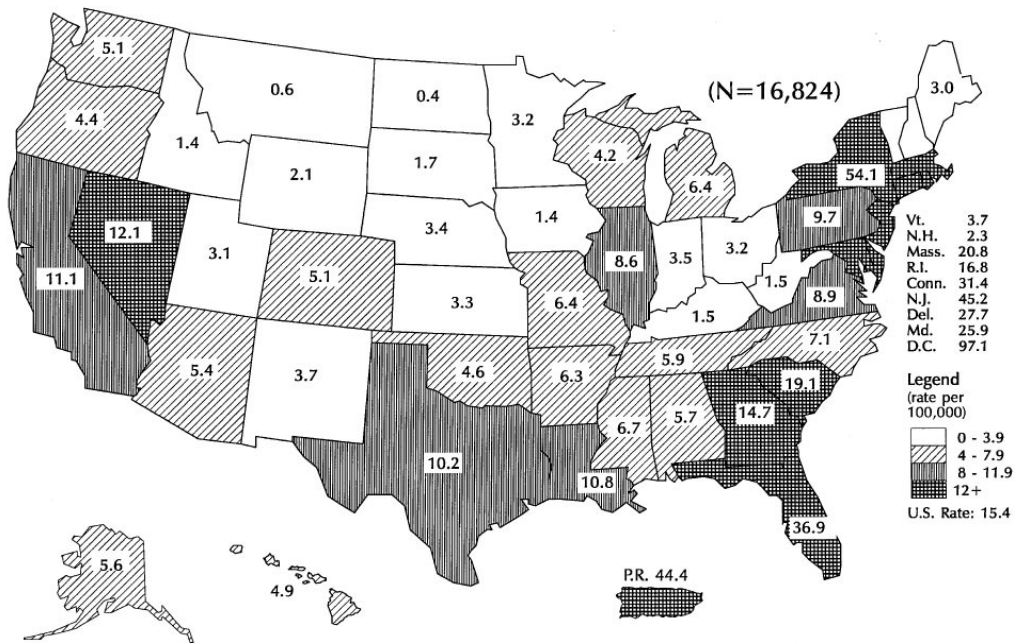 5.1
0.6
0.4
(N=16,824)
3.0
4.4
3.2
1.4
4.2
54.1
2.1
1.7
6.4
9.7
3.4
1.4
3.2
12.1
3.1
8.6
3.5
11.1
5.1
1.5
3.3
6.4
8.9
1.5
7.1
5.9
5.4
3.7
4.6
6.3
19.1
14.7
6.7
5.7
10.2
10.8
36.9
5.6
4.9
P.R. 44.4
Vt. 3.7
N.H. 2.3
Mass. 20.8
R.I. 16.8
Conn. 31.4
N.J. 45.2
Del. 27.7
Md. 25.9
D.C. 97.1
Legend
(rate per
100,000)
0 - 3.9
4 - 7.9
8 - 11.9
12+
U.S. Rate: 15.4